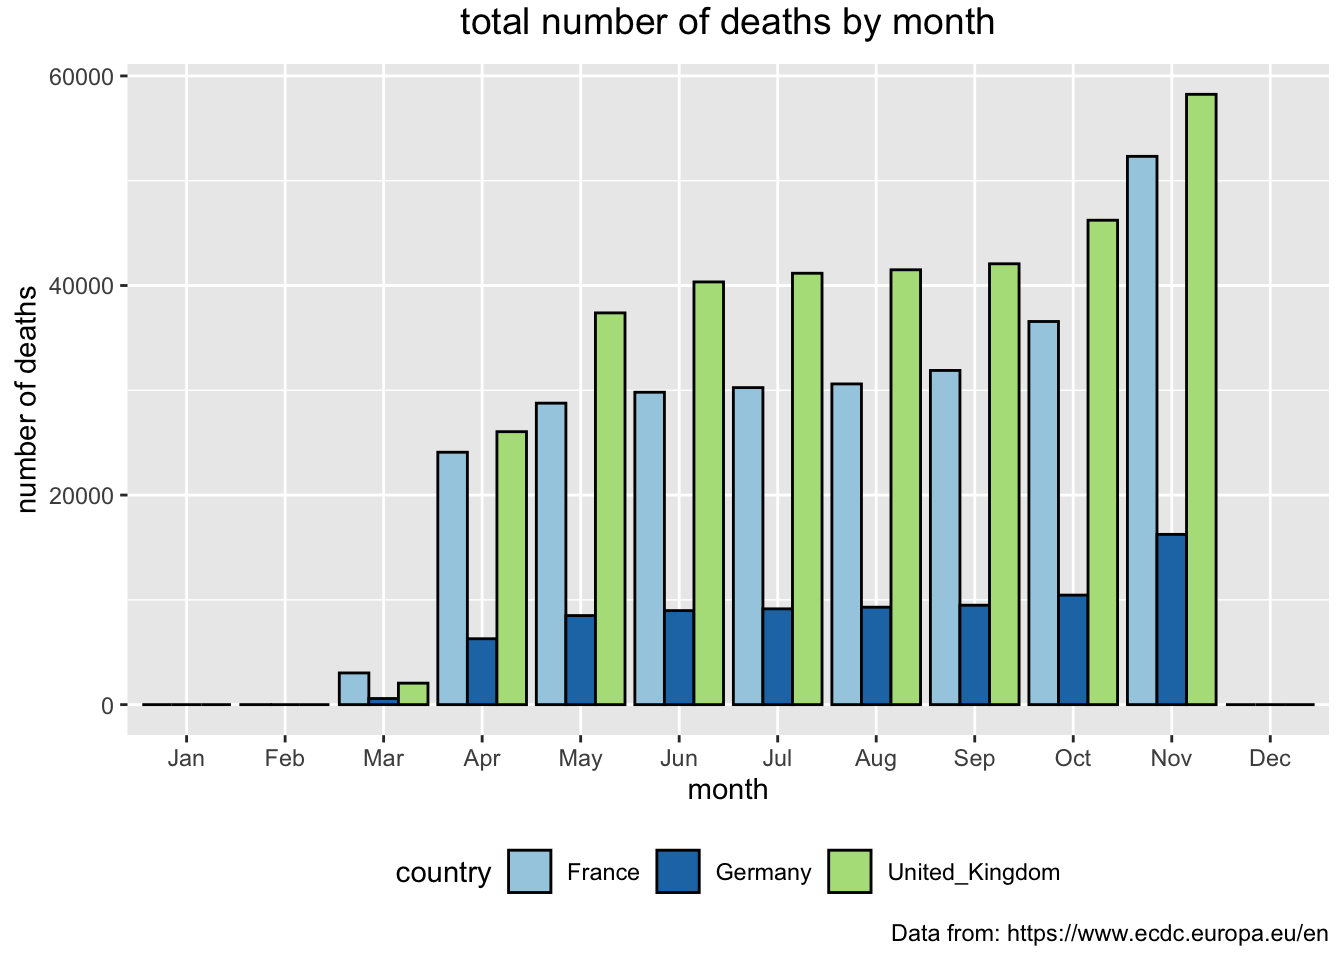 total number of deaths by month
60000
40000
20000
0
number of deaths
Jan Feb Mar Apr May Jun Jul Aug Sep Oct Nov Dec
month
country France Germany United_Kingdom
Data from: https://www.ecdc.europa.eu/en